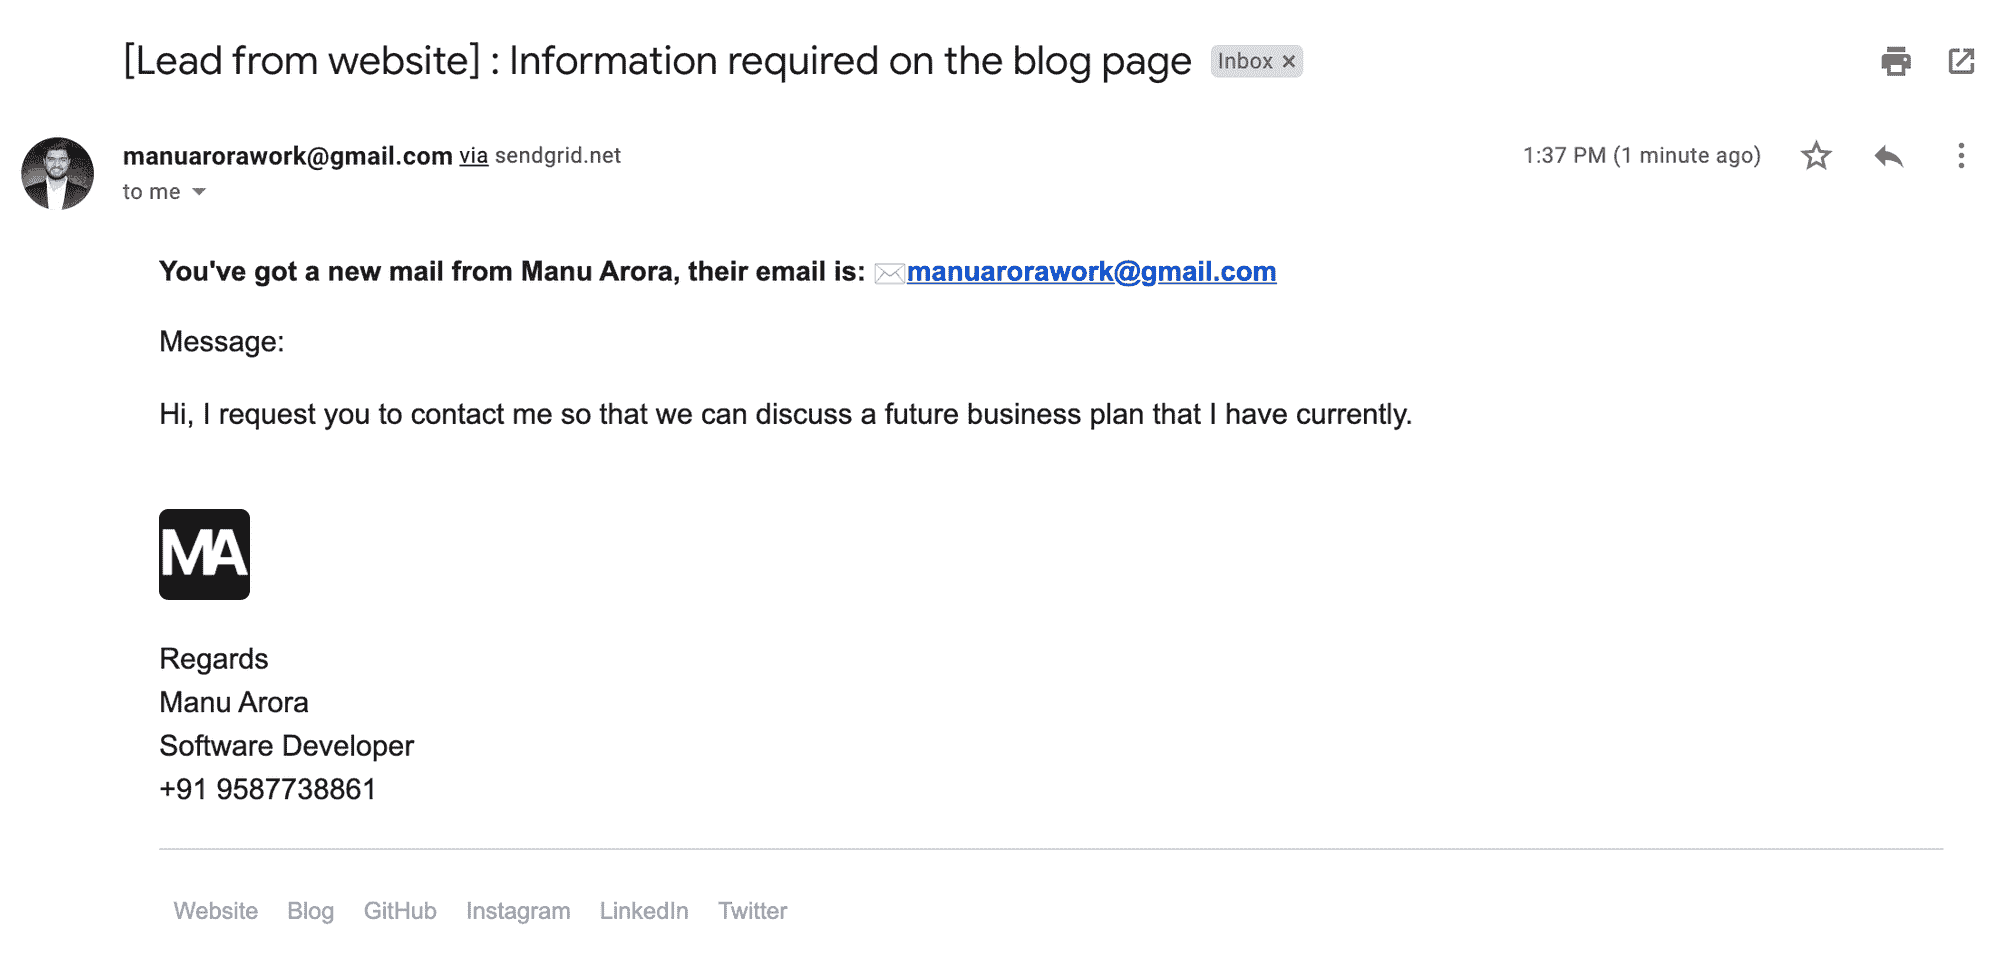 [Lead from website] : Information required on the blog page Inbox ×
manuarorawork@gmail.com via sendgrid.net 1:37 PM (1 minute ago)
to me
You've got a new mail from Manu Arora, their email is: ✉️manuarorawork@gmail.com
Message:
Hi, I request you to contact me so that we can discuss a future business plan that I have currently.
MA
Regards
Manu Arora
Software Developer
+91 9587738861
Website Blog GitHub Instagram LinkedIn Twitter